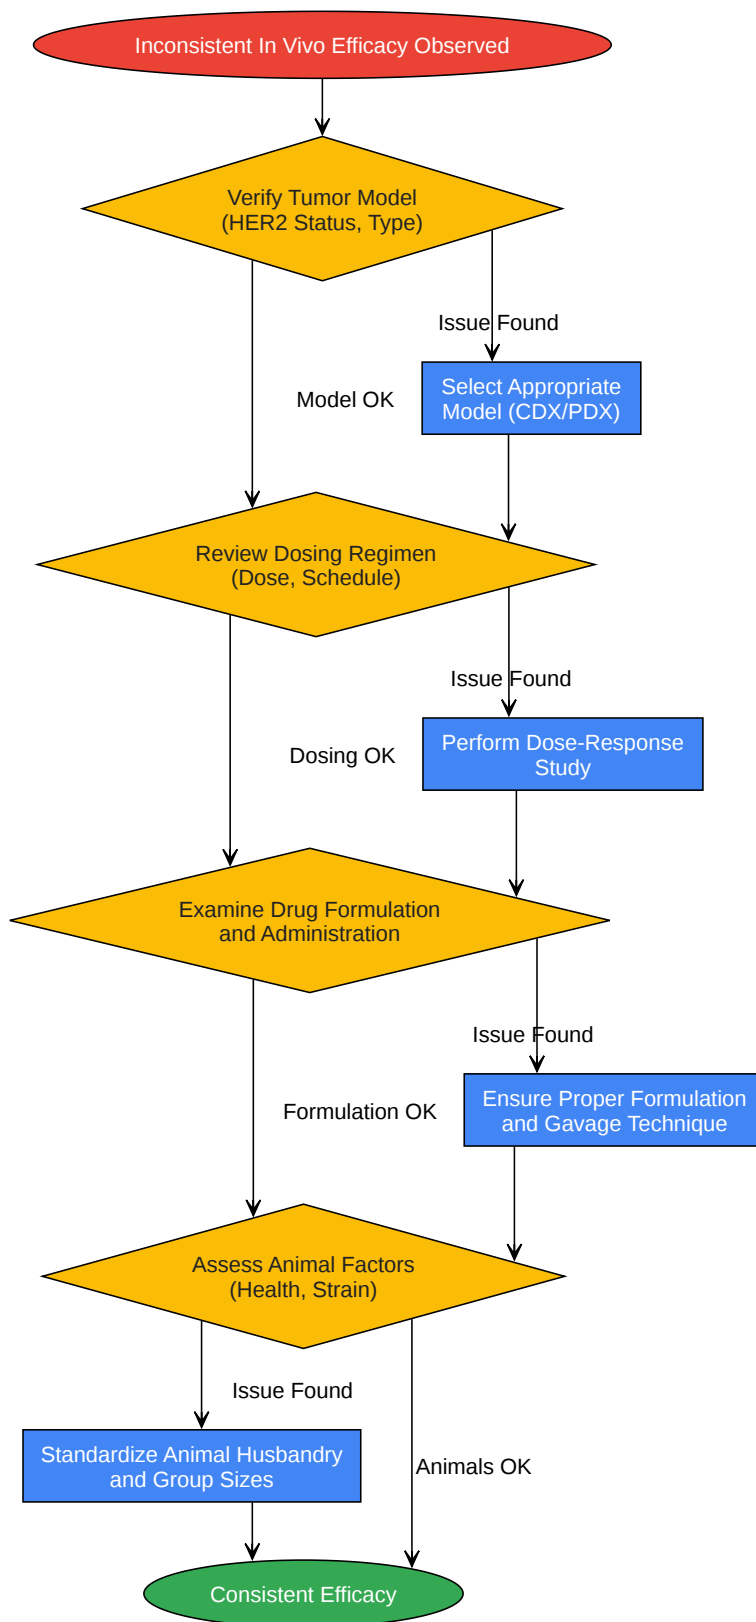 Inconsistent In Vivo Efficacy Observed
Verify Tumor Model
(HER2 Status, Type)
Issue Found
Model OK
Select Appropriate
Model (CDX/PDX)
Review Dosing Regimen
(Dose, Schedule)
Issue Found
Dosing OK
Perform Dose-Response
Study
Examine Drug Formulation
and Administration
Issue Found
Formulation OK
Ensure Proper Formulation
and Gavage Technique
Assess Animal Factors
(Health, Strain)
Issue Found
Standardize Animal Husbandry
and Group Sizes
Animals OK
Consistent Efficacy